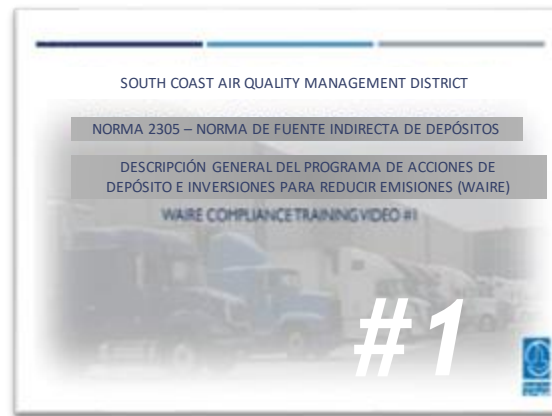 SOUTH COAST AIR QUALITY MANAGEMENT DISTRICT
NORMA 2305 – NORMA DE FUENTE INDIRECTA DE DEPÓSITOS
DESCRIPCIÓN GENERAL DEL PROGRAMA DE ACCIONES DE
DEPÓSITO E INVERSIONES PARA REDUCIR EMISIONES (WAIRE)
WAIRE COMPLIANCE TRAINING VIDEO #1
#1